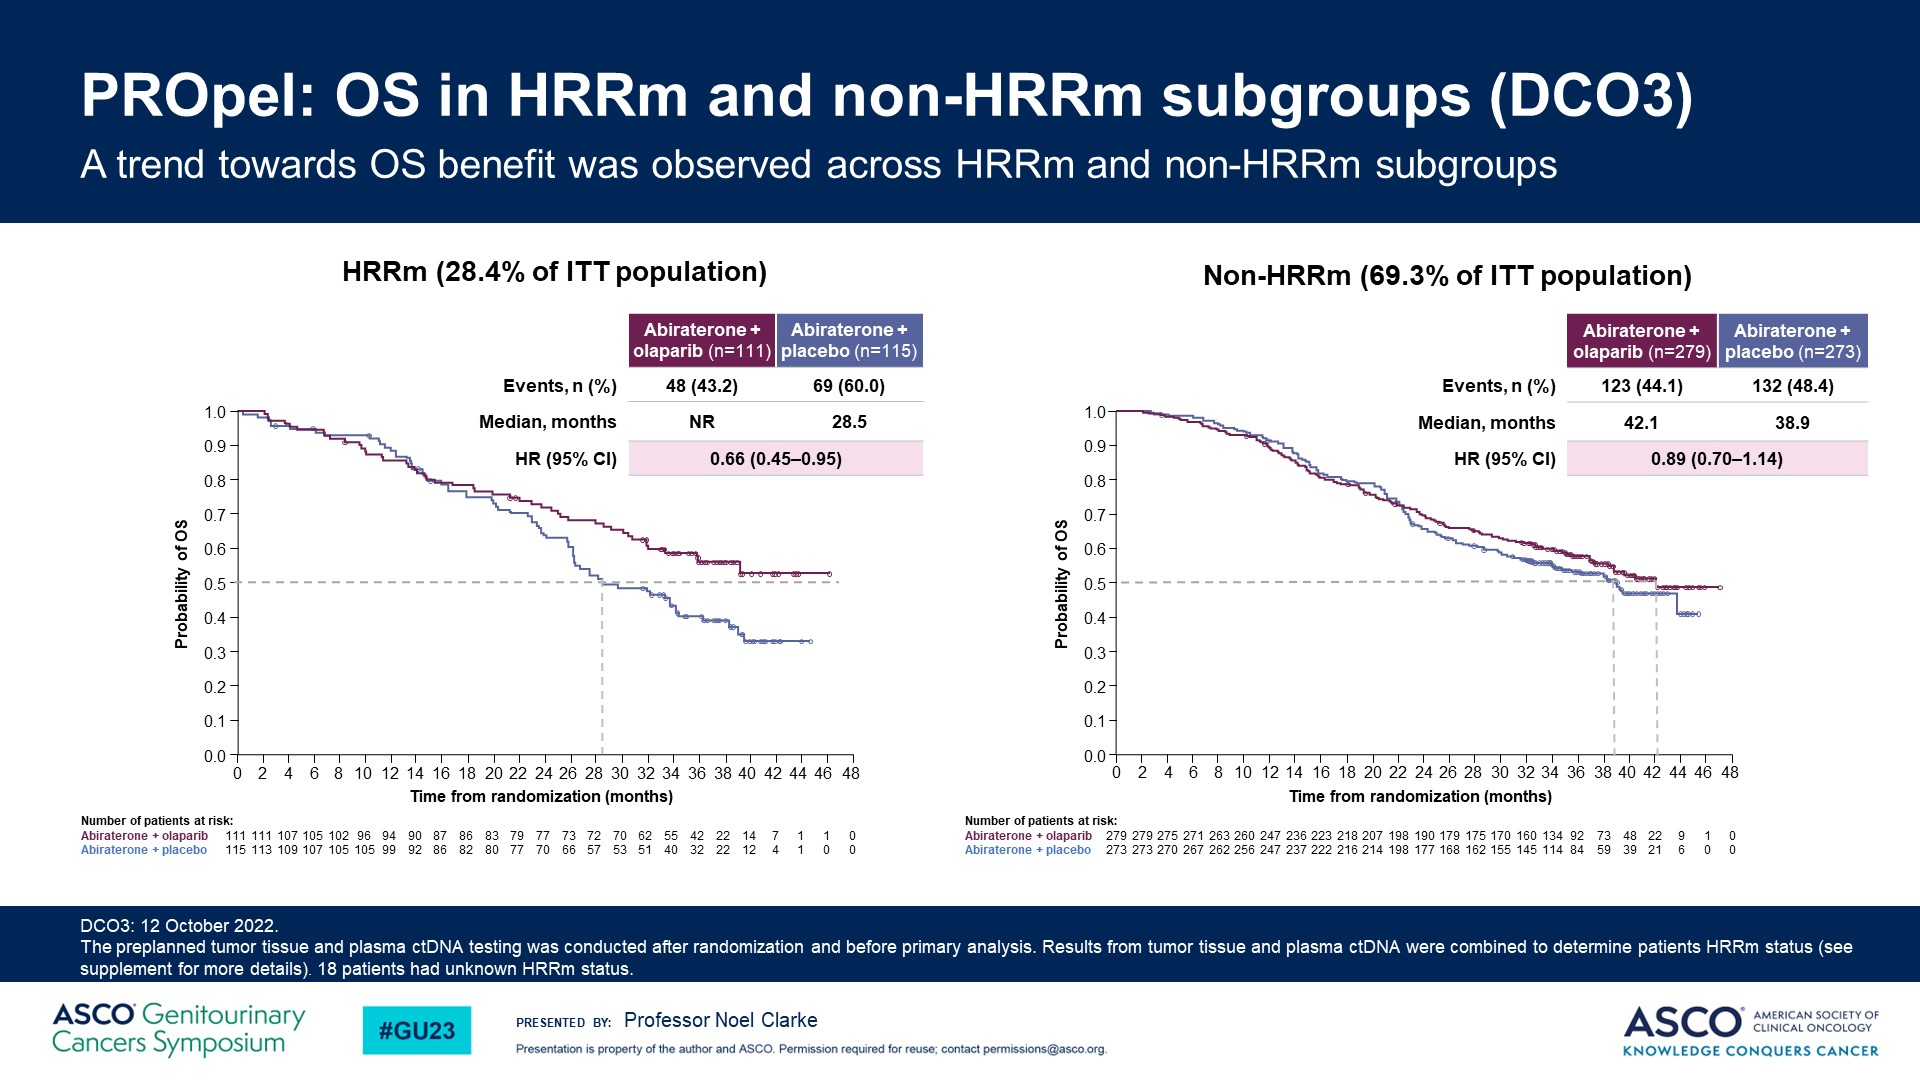 PROpel: OS in HRRm and non-HRRm subgroups (DCO3)
A trend towards OS benefit was observed across HRRm and non-HRRm subgroups
HRRm (28.4% of ITT population)
Abiraterone + olaparib (n=111)
Abiraterone + placebo (n=115)
Events, n (%) 48 (43.2) 69 (60.0)
Median, months NR 28.5
HR (95% CI) 0.66 (0.45–0.95)
Probability of OS
1.0
0.9
0.8
0.7
0.6
0.5
0.4
0.3
0.2
0.1
0.0
0 2 4 6 8 10 12 14 16 18 20 22 24 26 28 30 32 34 36 38 40 42 44 46 48
Time from randomization (months)
Number of patients at risk:
Abiraterone + olaparib 111 111 107 105 102 96 94 90 87 86 83 79 77 73 72 70 62 55 42 22 14 7 1 1 0
Abiraterone + placebo 115 113 109 107 105 105 99 92 86 82 80 77 70 66 57 53 51 40 32 22 12 4 1 0 0
Non-HRRm (69.3% of ITT population)
Abiraterone + olaparib (n=279)
Abiraterone + placebo (n=273)
Events, n (%) 123 (44.1) 132 (48.4)
Median, months 42.1 38.9
HR (95% CI) 0.89 (0.70–1.14)
Probability of OS
1.0
0.9
0.8
0.7
0.6
0.5
0.4
0.3
0.2
0.1
0.0
0 2 4 6 8 10 12 14 16 18 20 22 24 26 28 30 32 34 36 38 40 42 44 46 48
Time from randomization (months)
Number of patients at risk:
Abiraterone + olaparib 279 279 275 271 263 260 247 236 223 218 207 198 190 179 175 170 160 134 92 73 48 22 9 1 0
Abiraterone + placebo 273 273 270 267 262 256 247 237 222 216 214 198 177 168 162 155 145 114 84 59 39 21 6 0 0
DCO3: 12 October 2022.
The preplanned tumor tissue and plasma ctDNA testing was conducted after randomization and before primary analysis. Results from tumor tissue and plasma ctDNA were combined to determine patients HRRm status (see
supplement for more details). 18 patients had unknown HRRm status.
ASCO® Genitourinary
Cancers Symposium
#GU23
PRESENTED BY: Professor Noel Clarke
Presentation is property of the author and ASCO. Permission required for reuse; contact permissions@asco.org.
ASCO® AMERICAN SOCIETY OF
CLINICAL ONCOLOGY
KNOWLEDGE CONQUERS CANCER